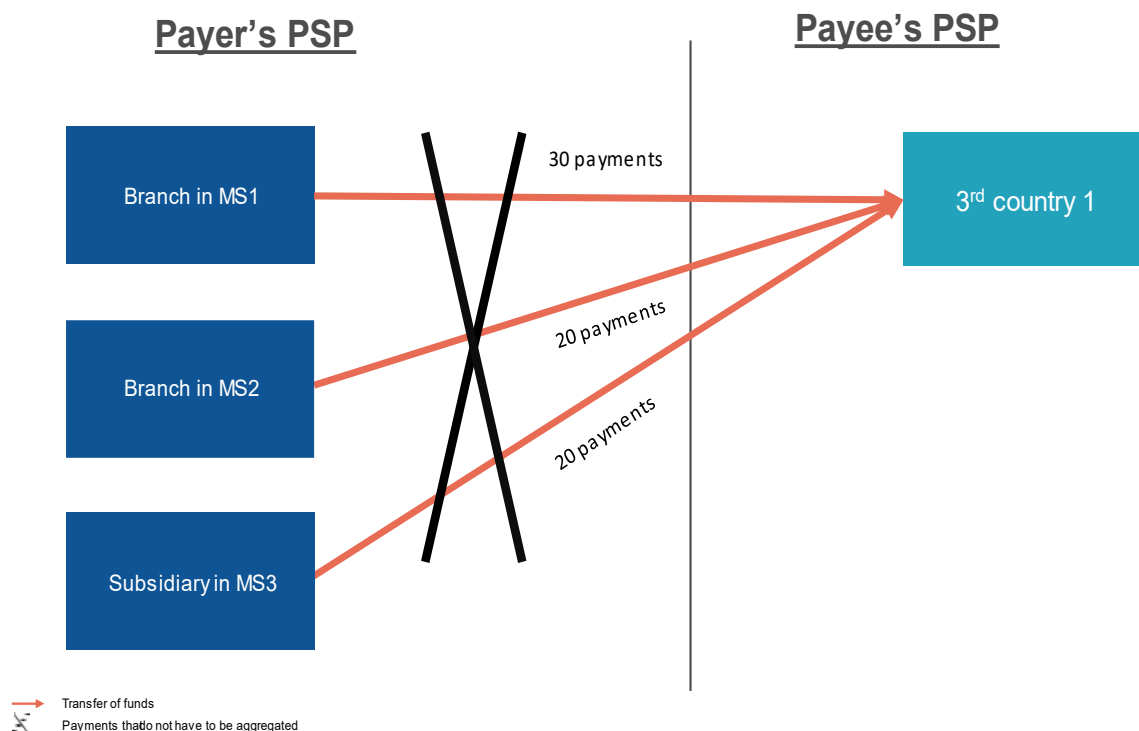 Payer's PSP
Payee's PSP
Branch in MS1
30 payments
3rd country 1
Branch in MS2
20 payments
20 payments
Subsidiary in MS3
Transfer of funds
Payments that do not have to be aggregated